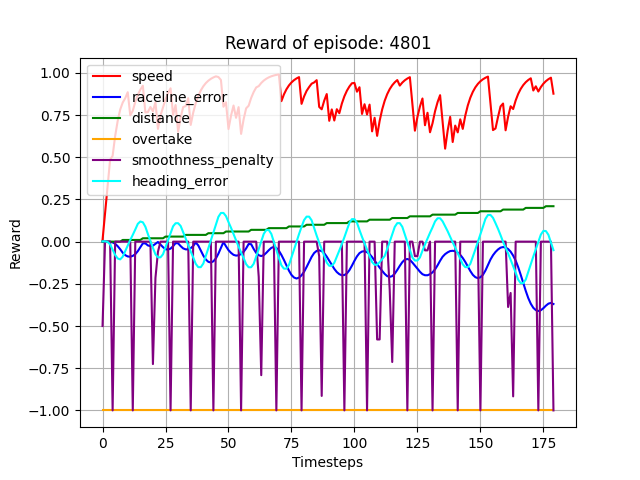 Reward of episode: 4801
speed
raceline_error
distance
overtake
smoothness_penalty
heading_error
1.00
0.75
0.50
0.25
0.00
−0.25
−0.50
−0.75
−1.00
Reward
0 25 50 75 100 125 150 175
Timesteps